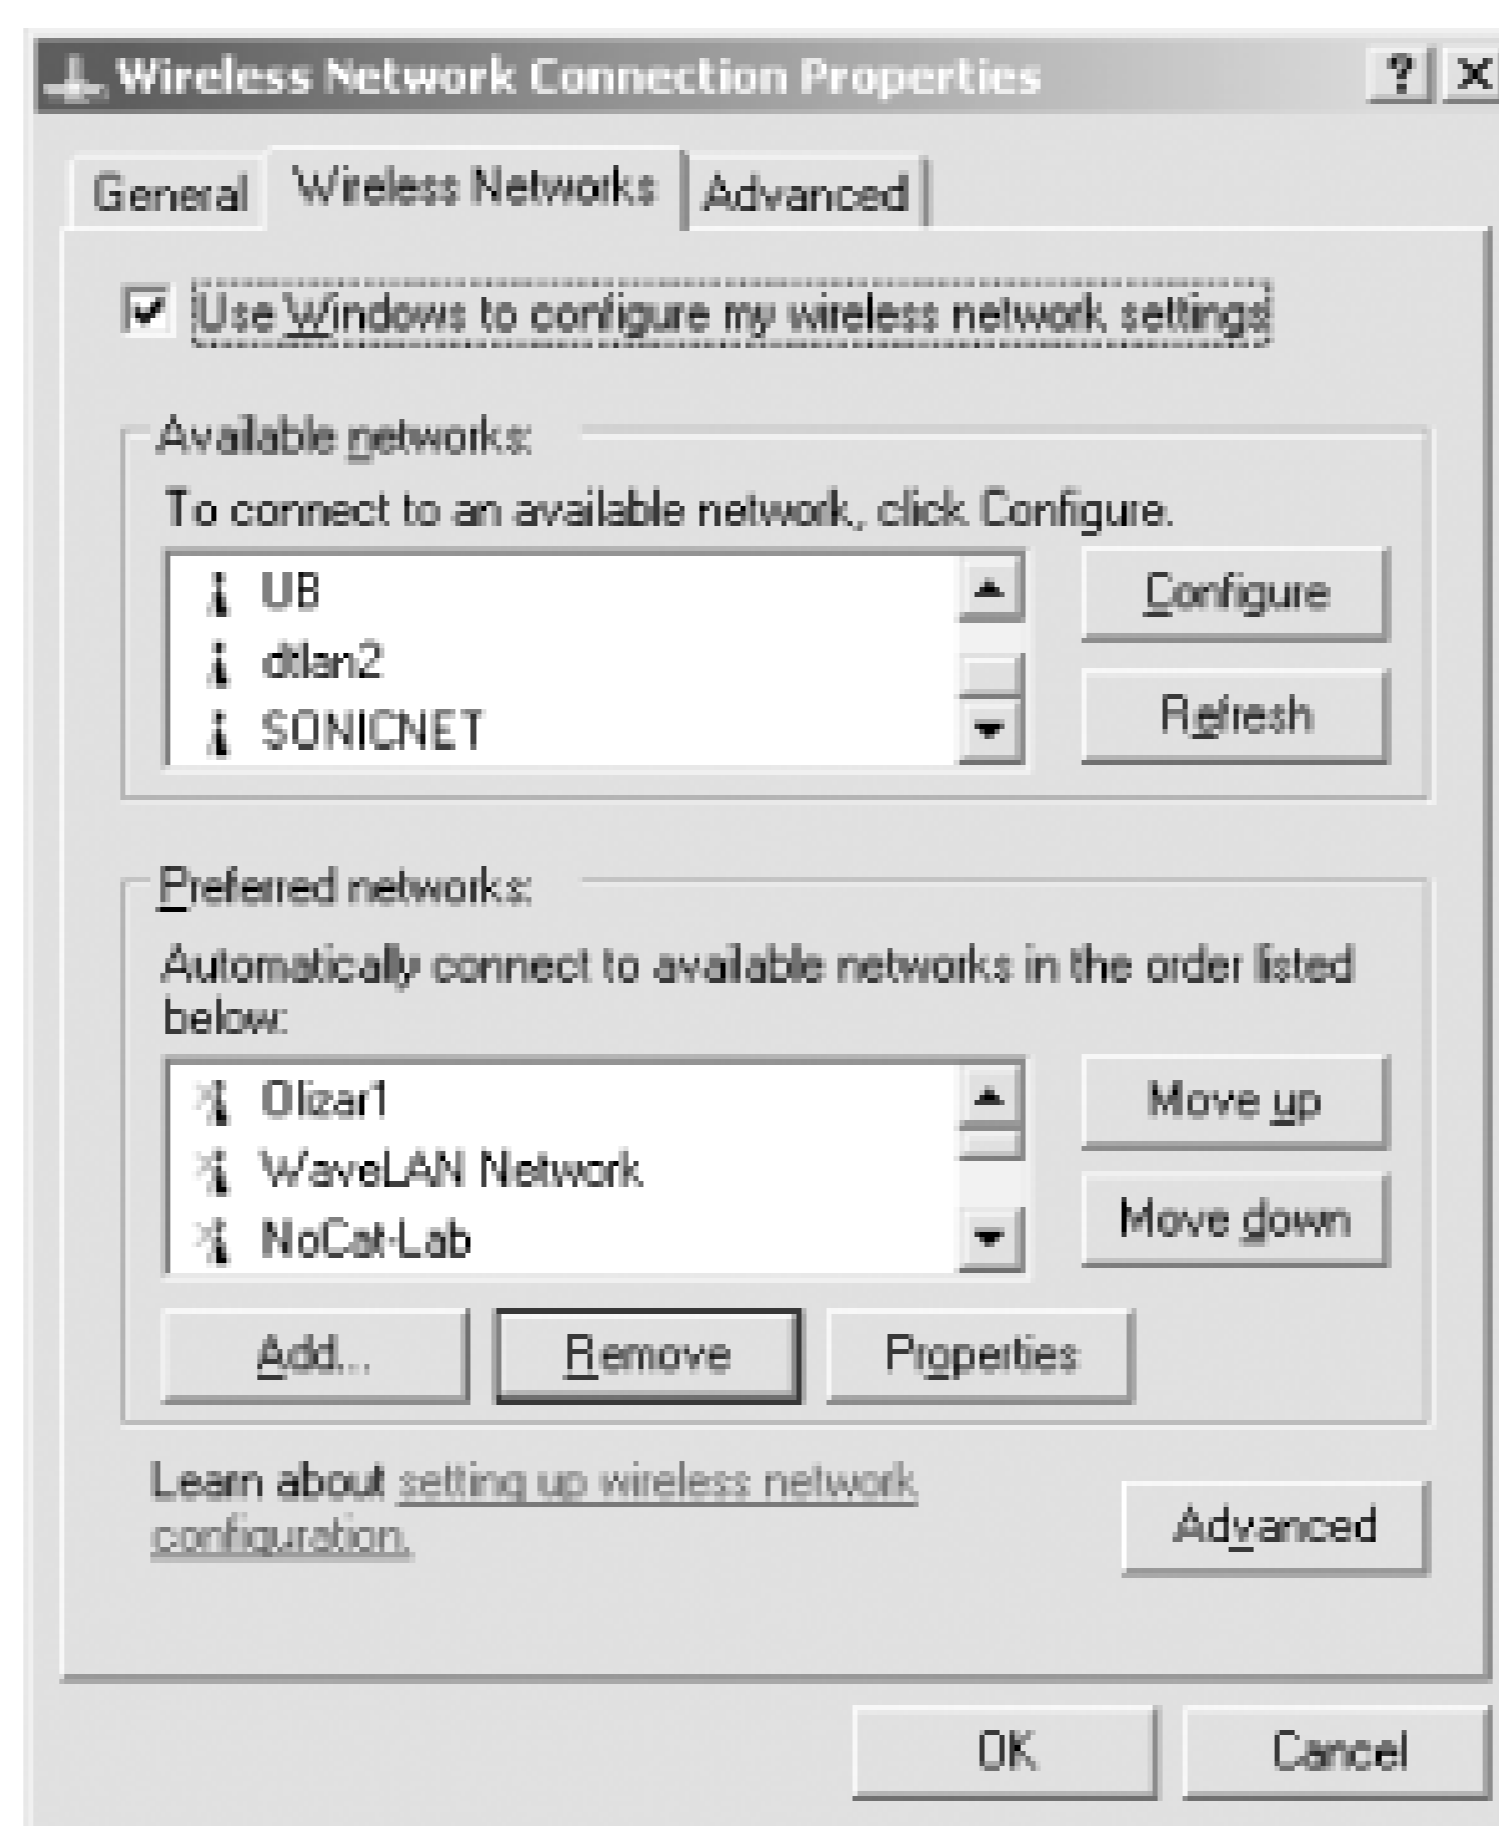 Wireless Network Connection Properties
General Wireless Networks Advanced
Use Windows to configure my wireless network settings
Available networks:
To connect to an available network, click Configure.
UB
dtlan2
SONICNET
Configure
Refresh
Preferred networks:
Automatically connect to available networks in the order listed
below:
Olizar1
WaveLAN Network
NoCat-Lab
Move up
Move down
Add... Remove Properties
Learn about setting up wireless network
configuration.
Advanced
OK Cancel